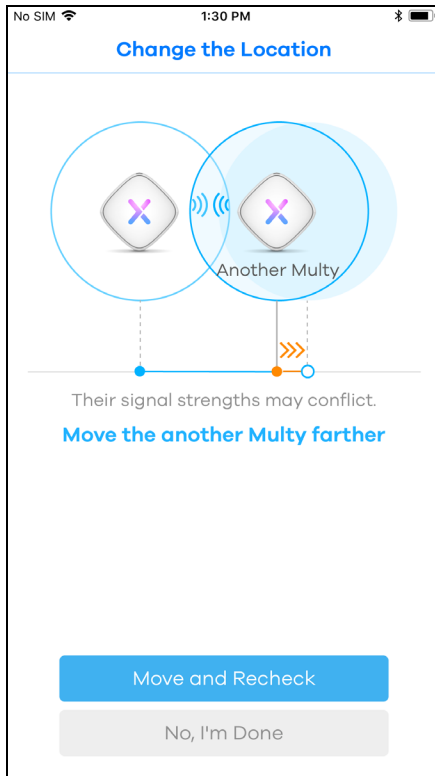 No SIM 1:30 PM
Change the Location
Another Multy
Their signal strengths may conflict.
Move the another Multy farther
Move and Recheck
No, I'm Done